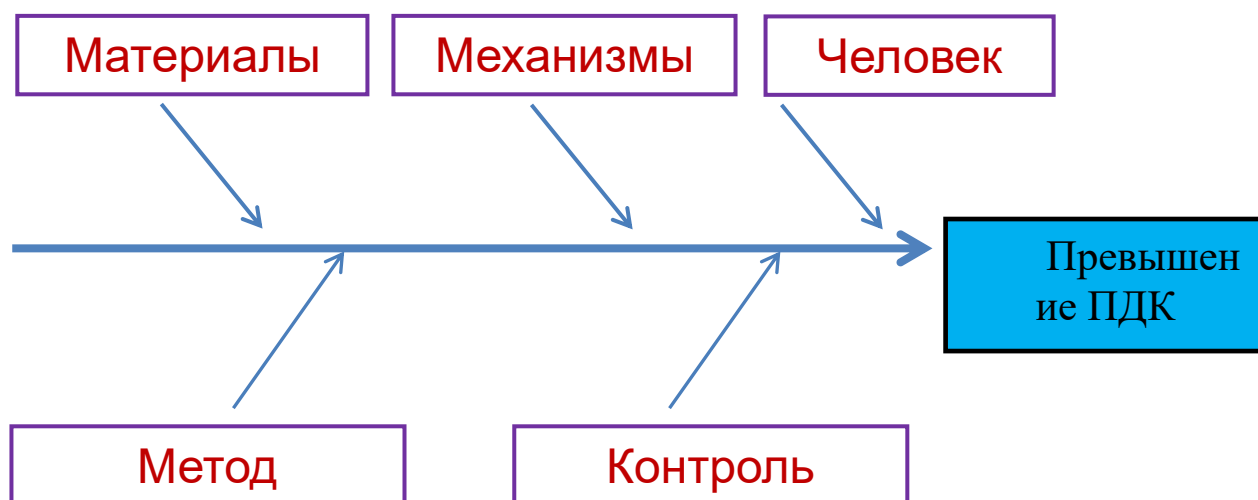 Материалы
Механизмы
Человек
Превышен
ие ПДК
Метод
Контроль